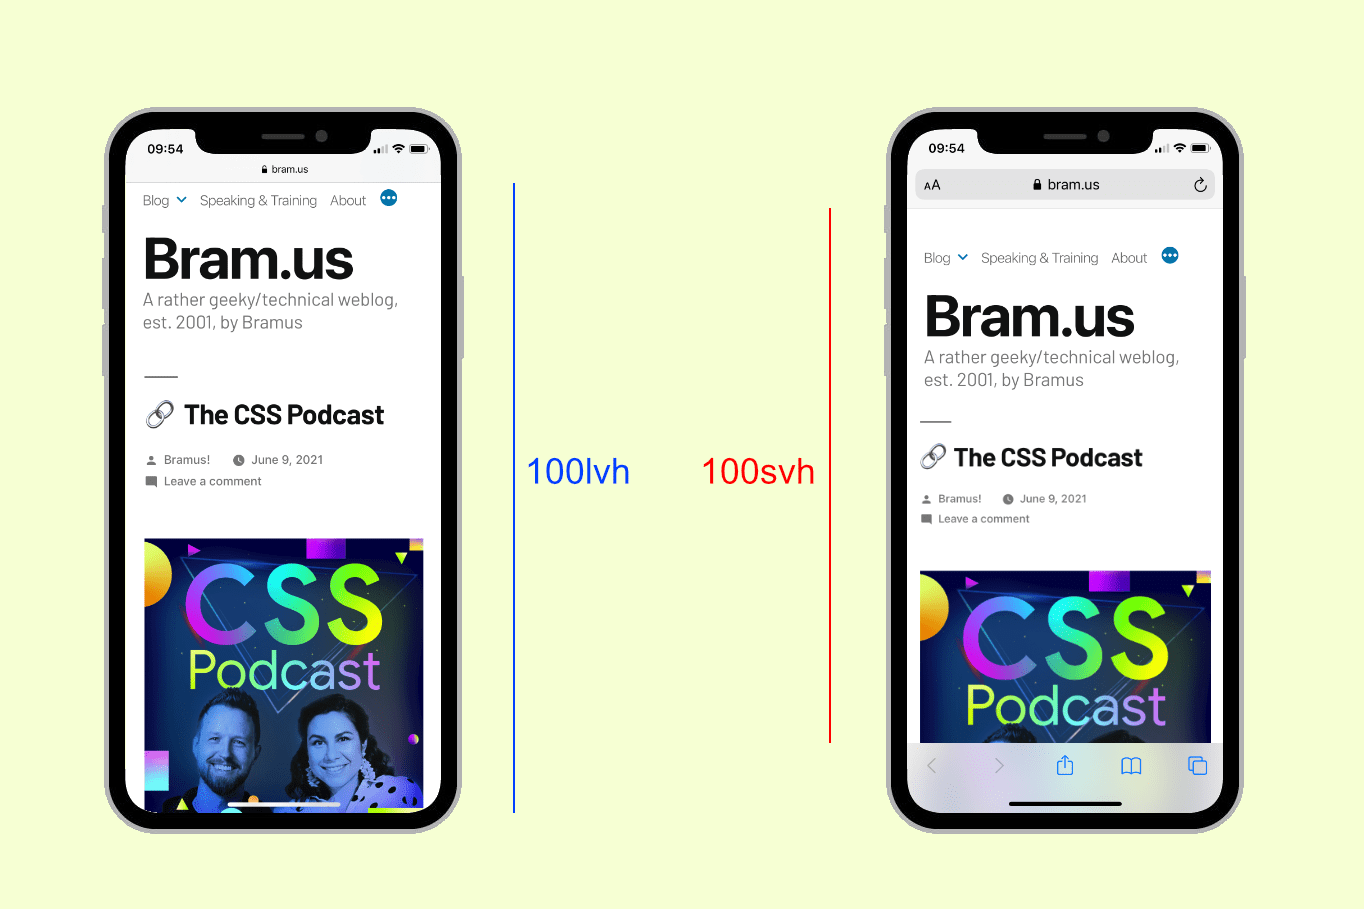 09:54
bram.us
Blog Speaking & Training About
Bram.us
A rather geeky/technical weblog,
est. 2001, by Bramus
The CSS Podcast
Bramus! June 9, 2021
Leave a comment
CSS
Podcast
100lvh
100svh
09:54
AA bram.us
Blog Speaking & Training About
Bram.us
A rather geeky/technical weblog,
est. 2001, by Bramus
The CSS Podcast
Bramus! June 9, 2021
Leave a comment
CSS
Podcast